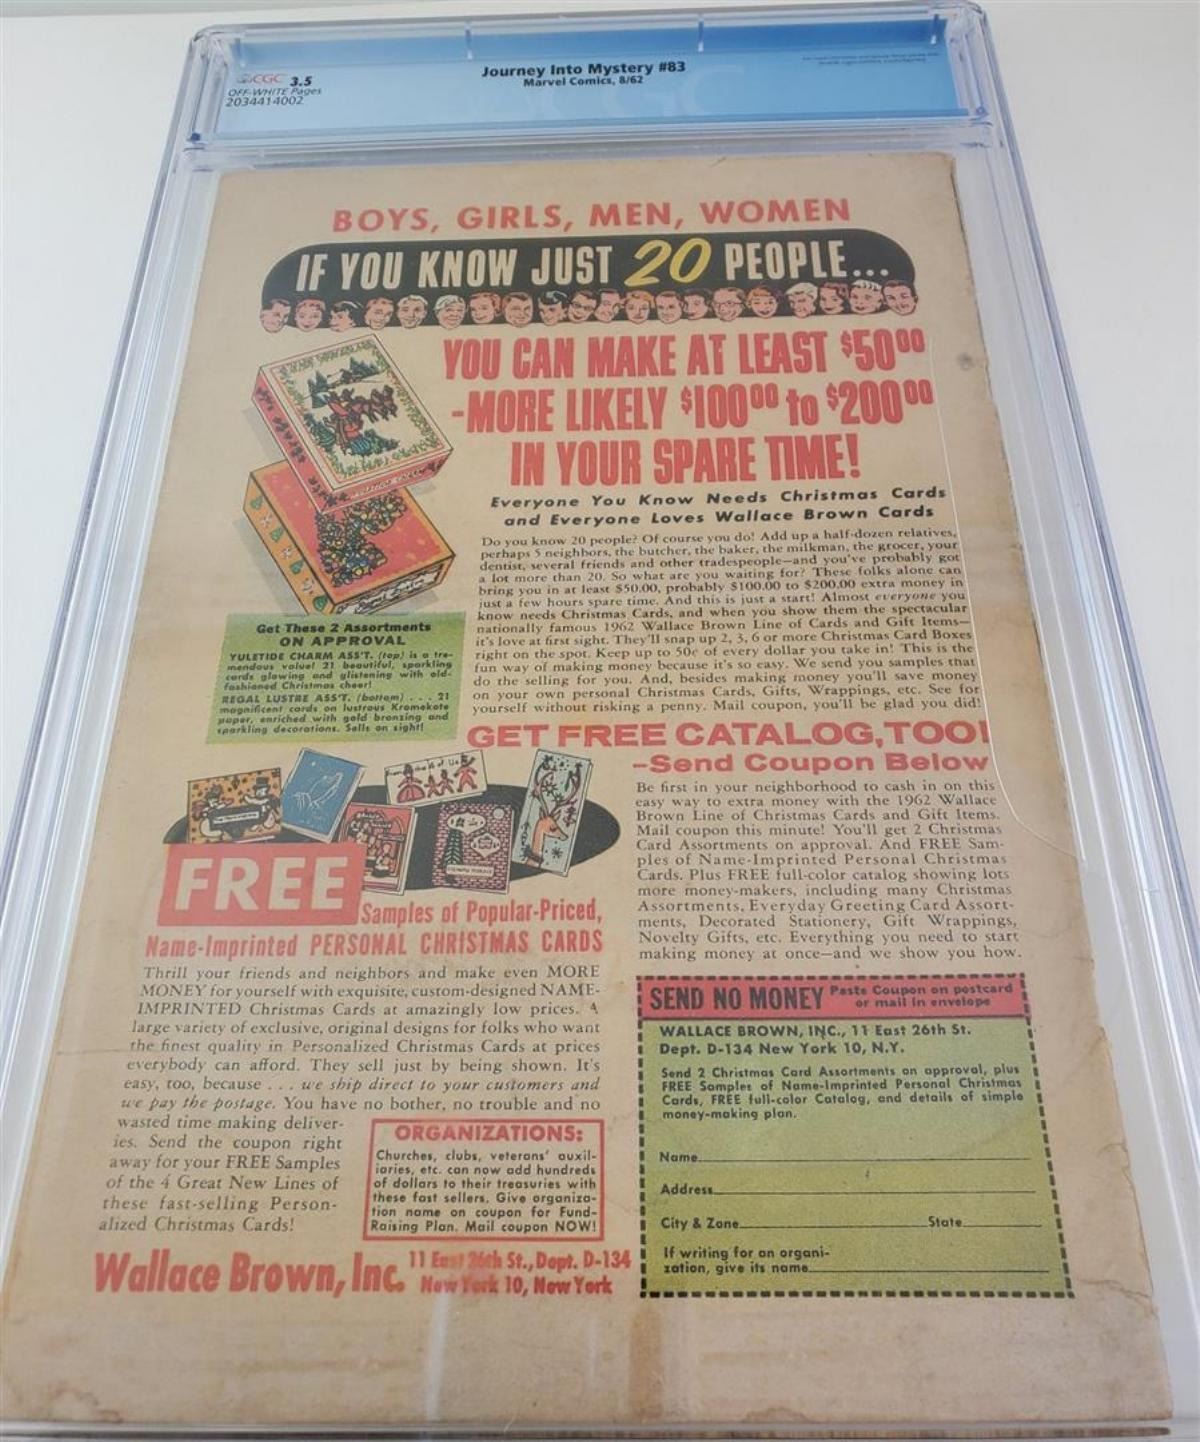 CGC 3.5
OFF-WHITE Pages
2034414002
Journey Into Mystery #83
Marvel Comics, 8/62
BOYS, GIRLS, MEN, WOMEN
IF YOU KNOW JUST 20 PEOPLE...
YOU CAN MAKE AT LEAST $50⁰⁰
-MORE LIKELY $100⁰⁰ to $200⁰⁰
IN YOUR SPARE TIME!
Everyone You Know Needs Christmas Cards
and Everyone Loves Wallace Brown Cards
Do you know 20 people? Of course you do! Add up a half-dozen relatives,
perhaps 5 neighbors, the butcher, the baker, the milkman, the grocer, your
dentist, several friends and other tradespeople—and you've probably got
a lot more than 20. So what are you waiting for? These folks alone can
bring you in at least $50.00, probably $100.00 to $200.00 extra money in
just a few hours spare time. And this is just a start! Almost everyone you
know needs Christmas Cards, and when you show them the spectacular
nationally famous 1962 Wallace Brown Line of Cards and Gift Items—
it's love at first sight. They'll snap up 2, 3, 6 or more Christmas Card Boxes
right on the spot. Keep up to 50¢ of every dollar you take in! This is the
fun way of making money because it's so easy. We send you samples that
do the selling for you. And, besides making money you'll save money
on your own personal Christmas Cards, Gifts, Wrappings, etc. See for
yourself without risking a penny. Mail coupon, you'll be glad you did!
Get These 2 Assortments
ON APPROVAL
YULETIDE CHARM ASS'T. (top) is a tre-
mendous value! 21 beautiful, sparkling
cards glowing and glistening with old-
fashioned Christmas cheer!
REGAL LUSTRE ASS'T. (bottom) . . . 21
magnificent cards on lustrous Kromekote
paper, enriched with gold bronzing and
sparkling decorations. Sells on sight!
GET FREE CATALOG, TOO!
—Send Coupon Below
Be first in your neighborhood to cash in on this
easy way to extra money with the 1962 Wallace
Brown Line of Christmas Cards and Gift Items.
Mail coupon this minute! You'll get 2 Christmas
Card Assortments on approval. And FREE Sam-
ples of Name-Imprinted Personal Christmas
Cards. Plus FREE full-color catalog showing lots
more money-makers, including many Christmas
Assortments, Everyday Greeting Card Assort-
ments, Decorated Stationery, Gift Wrappings,
Novelty Gifts, etc. Everything you need to start
making money at once—and we show you how.
FREE
Samples of Popular-Priced,
Name-Imprinted PERSONAL CHRISTMAS CARDS
Thrill your friends and neighbors and make even MORE
MONEY for yourself with exquisite, custom-designed NAME-
IMPRINTED Christmas Cards at amazingly low prices. A
large variety of exclusive, original designs for folks who want
the finest quality in Personalized Christmas Cards at prices
everybody can afford. They sell just by being shown. It's
easy, too, because . . . we ship direct to your customers and
we pay the postage. You have no bother, no trouble and no
wasted time making deliver-
ies. Send the coupon right
away for your FREE Samples
of the 4 Great New Lines of
these fast-selling Person-
alized Christmas Cards!
ORGANIZATIONS:
Churches, clubs, veterans' auxil-
iaries, etc. can now add hundreds
of dollars to their treasuries with
these fast sellers. Give organiza-
tion name on coupon for Fund-
Raising Plan. Mail coupon NOW!
Wallace Brown, Inc. 11 East 26th St., Dept. D-134
New York 10, New York
SEND NO MONEY Paste Coupon on postcard
or mail in envelope
WALLACE BROWN, INC., 11 East 26th St.
Dept. D-134 New York 10, N.Y.
Send 2 Christmas Card Assortments on approval, plus
FREE Samples of Name-Imprinted Personal Christmas
Cards, FREE full-color Catalog, and details of simple
money-making plan.
Name
Address
City & Zone State
If writing for an organi-
zation, give its name